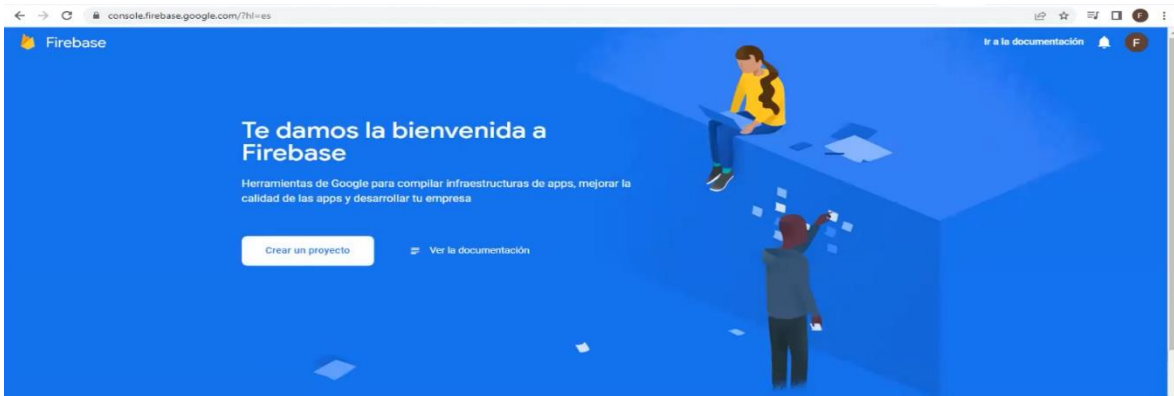 console.firebase.google.com/?hl=es
Firebase
Ir a la documentación
F
F
Te damos la bienvenida a
Firebase
Herramientas de Google para compilar infraestructuras de apps, mejorar la
calidad de las apps y desarrollar tu empresa
Crear un proyecto
Ver la documentación